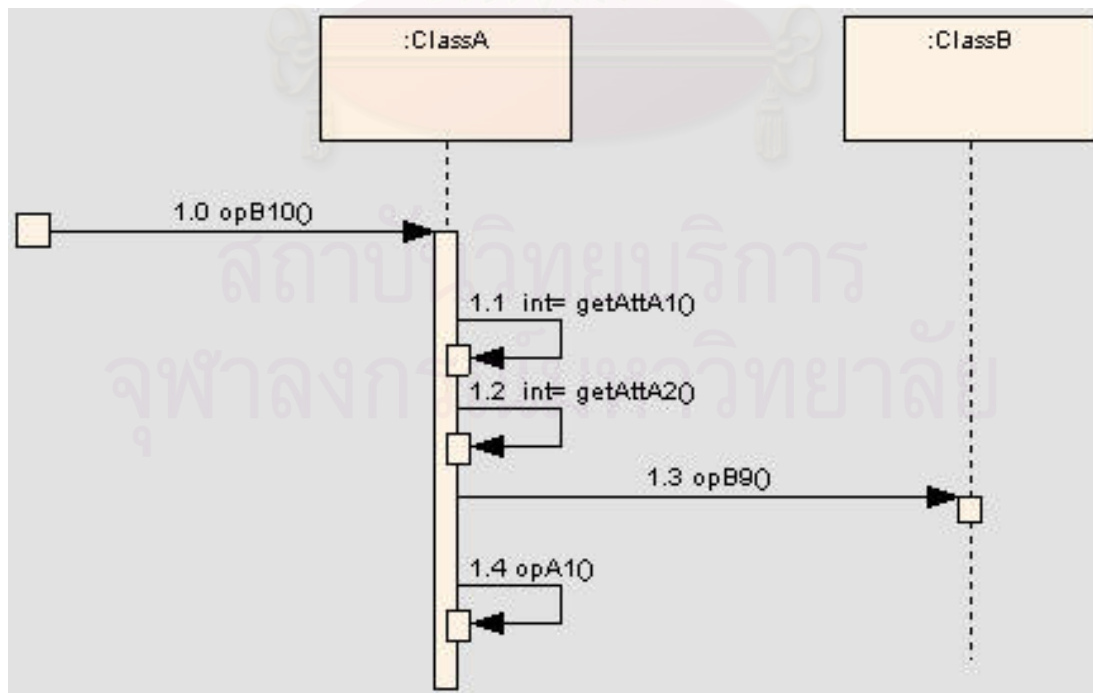 :ClassA
:ClassB
1.0 opB10()
สถาบันวิทยบริการ
1.1 int= getAttA1()
จุฬาลงกรณ์มหาวิทยาลัย
1.2 int= getAttA2()
1.3 opB9()
1.4 opA1()